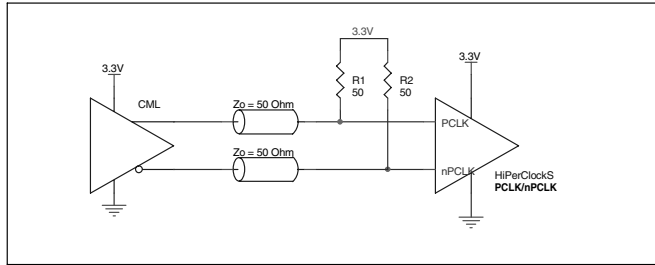 3.3V
3.3V
R1
50
R2
50
3.3V
CML
Zo = 50 Ohm
Zo = 50 Ohm
PCLK
nPCLK
HiPerClockS
PCLK/nPCLK